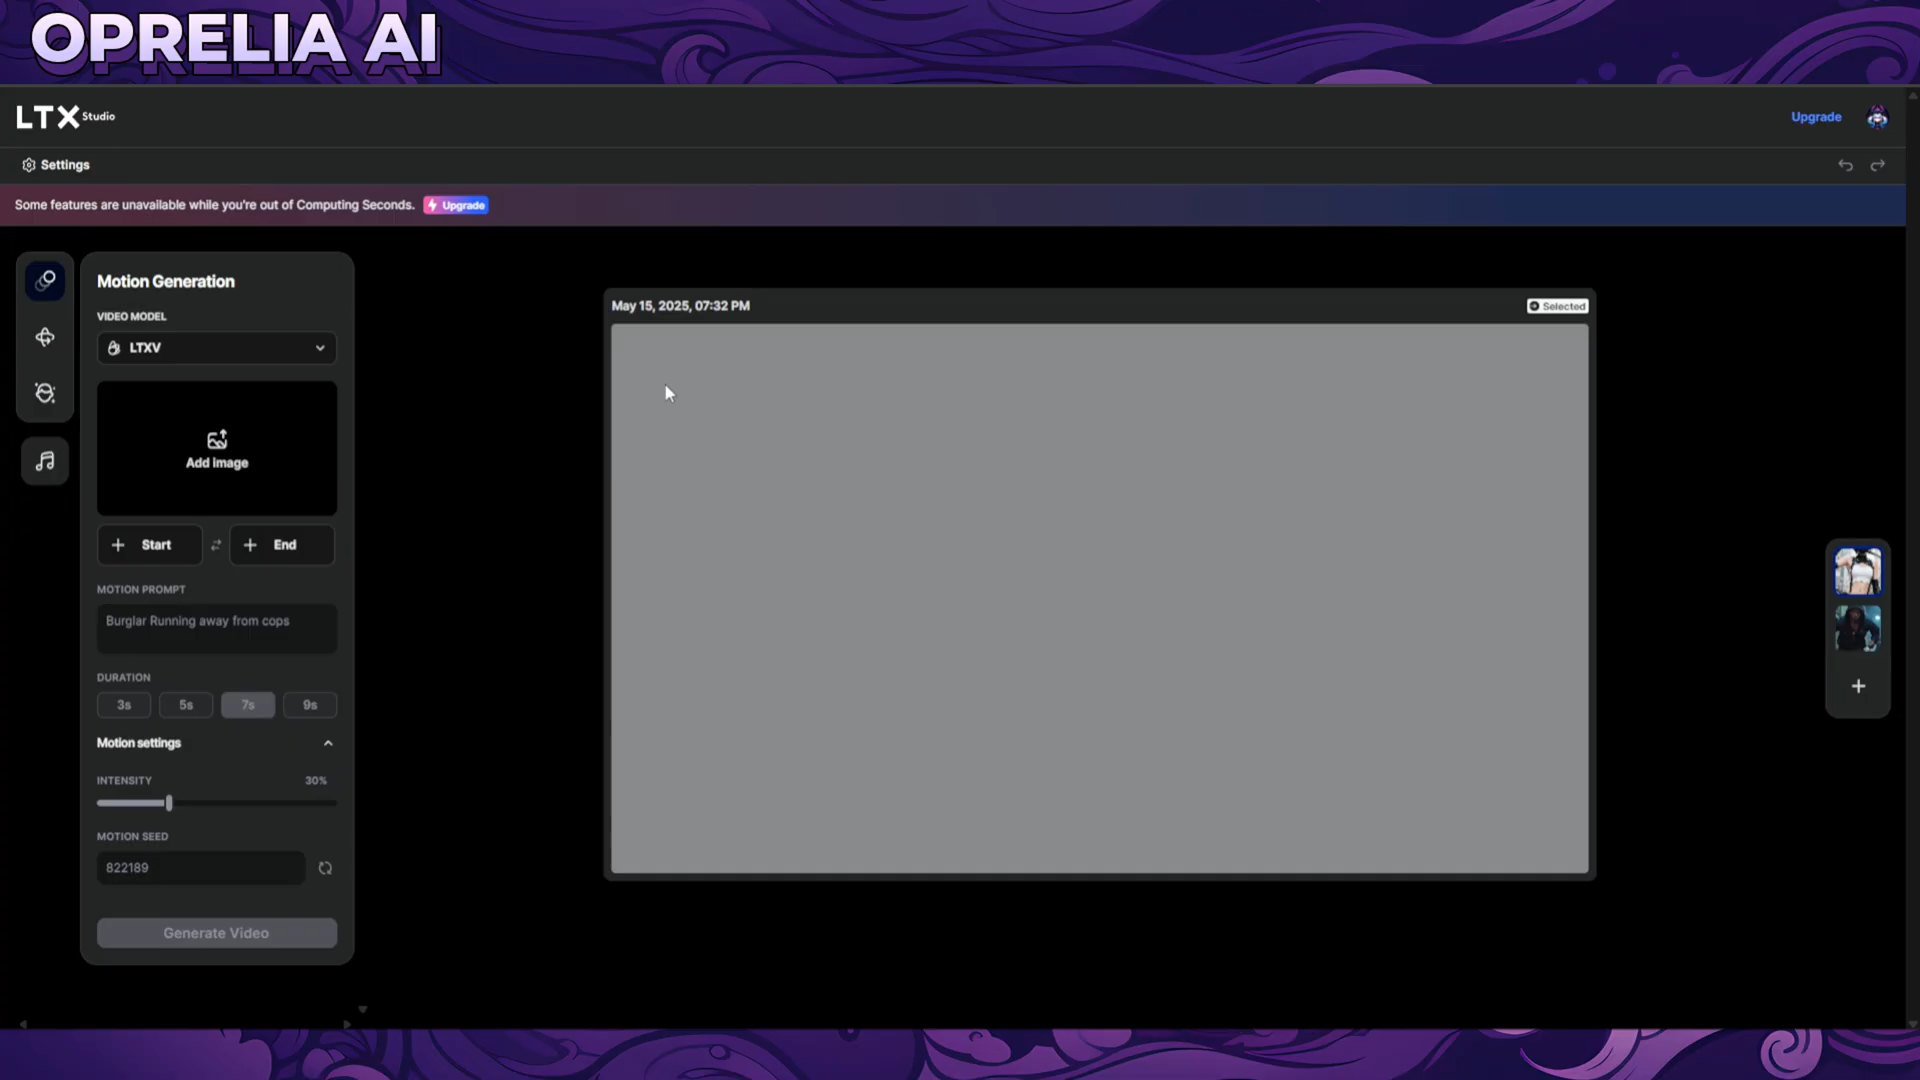 OPRELIA AI
LTX Studio
Upgrade
Settings
Some features are unavailable while you're out of Computing Seconds. Upgrade
Motion Generation
VIDEO MODEL
LTXV
Add image
Start
End
MOTION PROMPT
Burglar Running away from cops
DURATION
3s 5s 7s 9s
Motion settings
INTENSITY 30%
MOTION SEED
822189
Generate Video
May 15, 2025, 07:32 PM
Selected